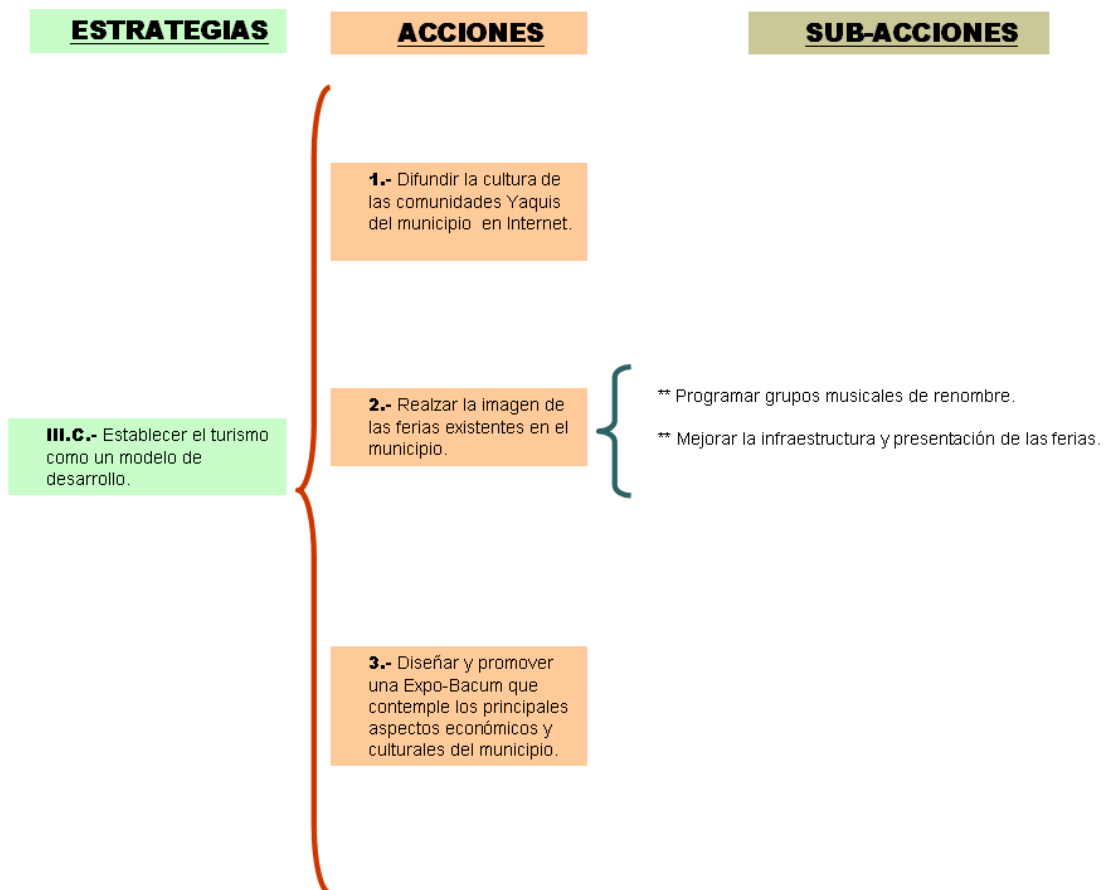 ESTRATEGIAS
ACCIONES
SUB-ACCIONES
1.- Difundir la cultura de
las comunidades Yaquis
del municipio en Internet.
III.C.- Establecer el turismo
como un modelo de
desarrollo.
2.- Realzar la imagen de
las ferias existentes en el
municipio.
** Programar grupos musicales de renombre.
** Mejorar la infraestructura y presentación de las ferias.
3.- Diseñar y promover
una Expo-Bacum que
contemple los principales
aspectos económicos y
culturales del municipio.